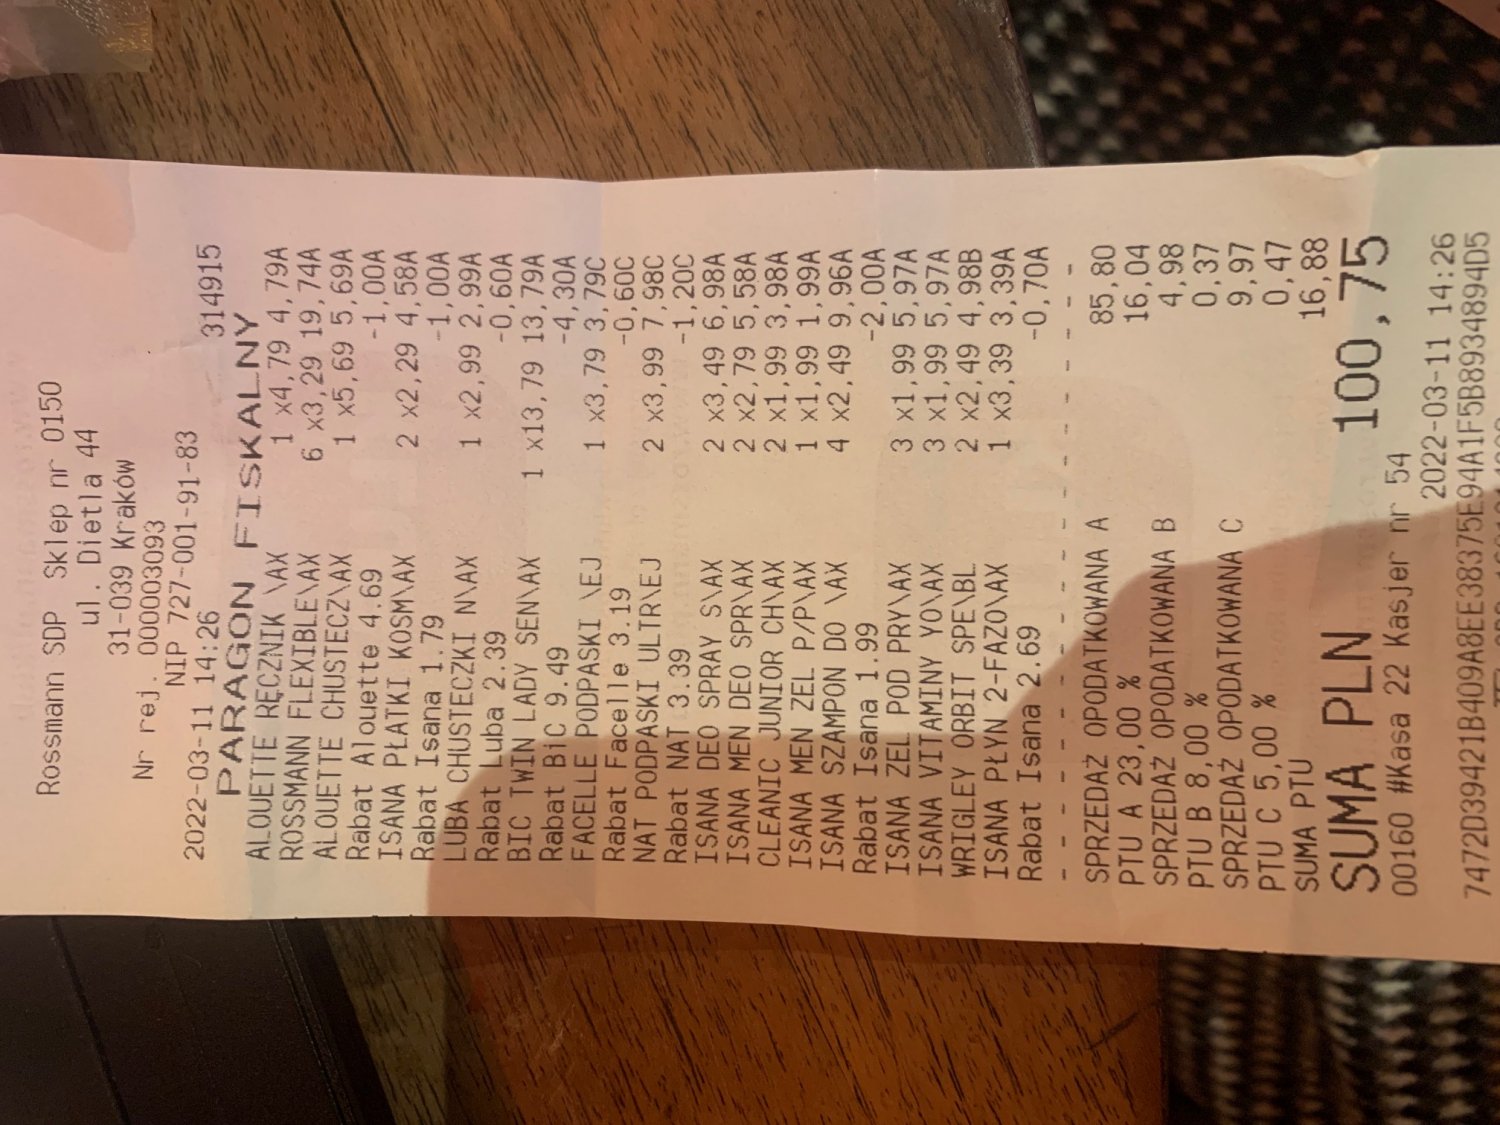 Rossmann SDP Sklep nr 0150
ul. Dietla 44
31-039 Kraków
Nr rej. 000003093
NIP 727-001-91-83
2022-03-11 14:26 314915
PARAGON FISKALNY
ALOUETTE RĘCZNIK \AX 1 x4,79 4,79A
ROSSMANN FLEXIBLE\AX 6 x3,29 19,74A
ALOUETTE CHUSTECZ\AX 1 x5,69 5,69A
Rabat Alouette 4.69 -1,00A
ISANA PŁATKI KOSM\AX 2 x2,29 4,58A
Rabat Isana 1.79 -1,00A
LUBA CHUSTECZKI N\AX 1 x2,99 2,99A
Rabat Luba 2.39 -0,60A
BIC TWIN LADY SEN\AX 1 x13,79 13,79A
Rabat BiC 9.49 -4,30A
FACELLE PODPASKI \EJ 1 x3,79 3,79C
Rabat Facelle 3.19 -0,60C
NAT PODPASKI ULTR\EJ 2 x3,99 7,98C
Rabat NAT 3.39 -1,20C
ISANA DEO SPRAY S\AX 2 x3,49 6,98A
ISANA MEN DEO SPR\AX 2 x2,79 5,58A
CLEANIC JUNIOR CH\AX 2 x1,99 3,98A
ISANA MEN ZEL P/P\AX 1 x1,99 1,99A
ISANA SZAMPON DO \AX 4 x2,49 9,96A
Rabat Isana 1.99 -2,00A
ISANA ZEL POD PRY\AX 3 x1,99 5,97A
ISANA VITAMINY YO\AX 3 x1,99 5,97A
WRIGLEY ORBIT SPE\BL 2 x2,49 4,98B
ISANA PŁYN 2-FAZO\AX 1 x3,39 3,39A
Rabat Isana 2.69 -0,70A
SPRZEDAŻ OPODATKOWANA A 85,80
PTU A 23,00 % 16,04
SPRZEDAŻ OPODATKOWANA B 4,98
PTU B 8,00 % 0,37
SPRZEDAŻ OPODATKOWANA C 9,97
PTU C 5,00 % 0,47
SUMA PTU 16,88
SUMA PLN 100,75
00160 #Kasa 22 Kasjer nr 54
2022-03-11 14:26
7472D39421B409A8EE38375E94A1F5B8934894D5